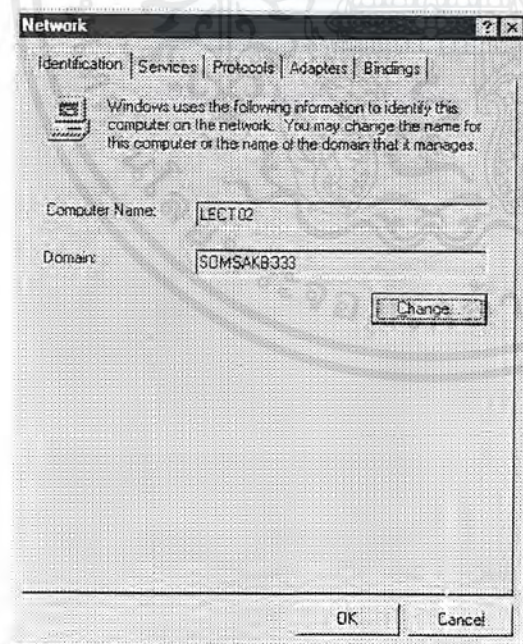 Network
Identification Services Protocols Adapters Bindings
Windows uses the following information to identify this
computer on the network. You may change the name for
this computer or the name of the domain that it manages.
Computer Name: LECT02
Domain: SOMSAKB333
Change...
OK Cancel